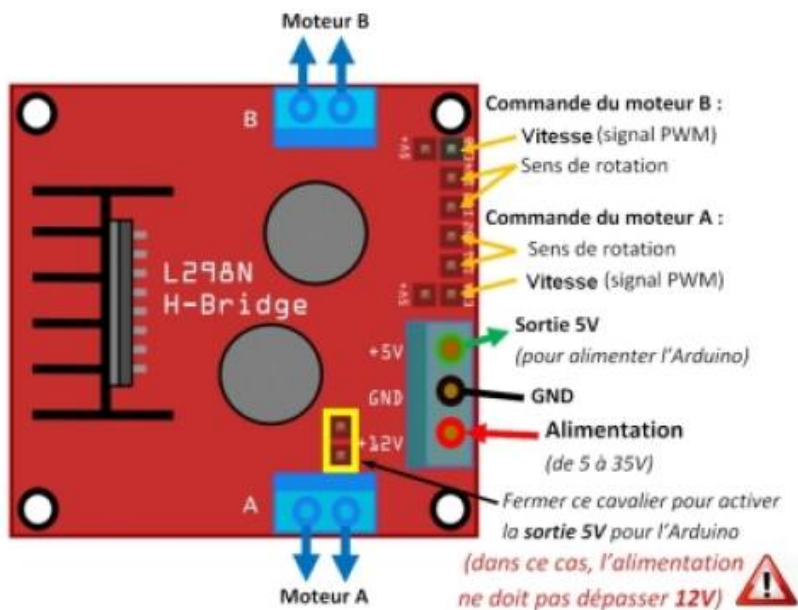 Moteur B
B
Commande du moteur B :
Vitesse (signal PWM)
5V+
Sens de rotation
Commande du moteur A :
Sens de rotation
Vitesse (signal PWM)
5V+
L298N
H-Bridge
Sortie 5V
+5V
(pour alimenter l'Arduino)
GND
GND
Alimentation
+12V
(de 5 à 35V)
A
Fermer ce cavalier pour activer
la sortie 5V pour l'Arduino
(dans ce cas, l'alimentation
ne doit pas dépasser 12V)
Moteur A